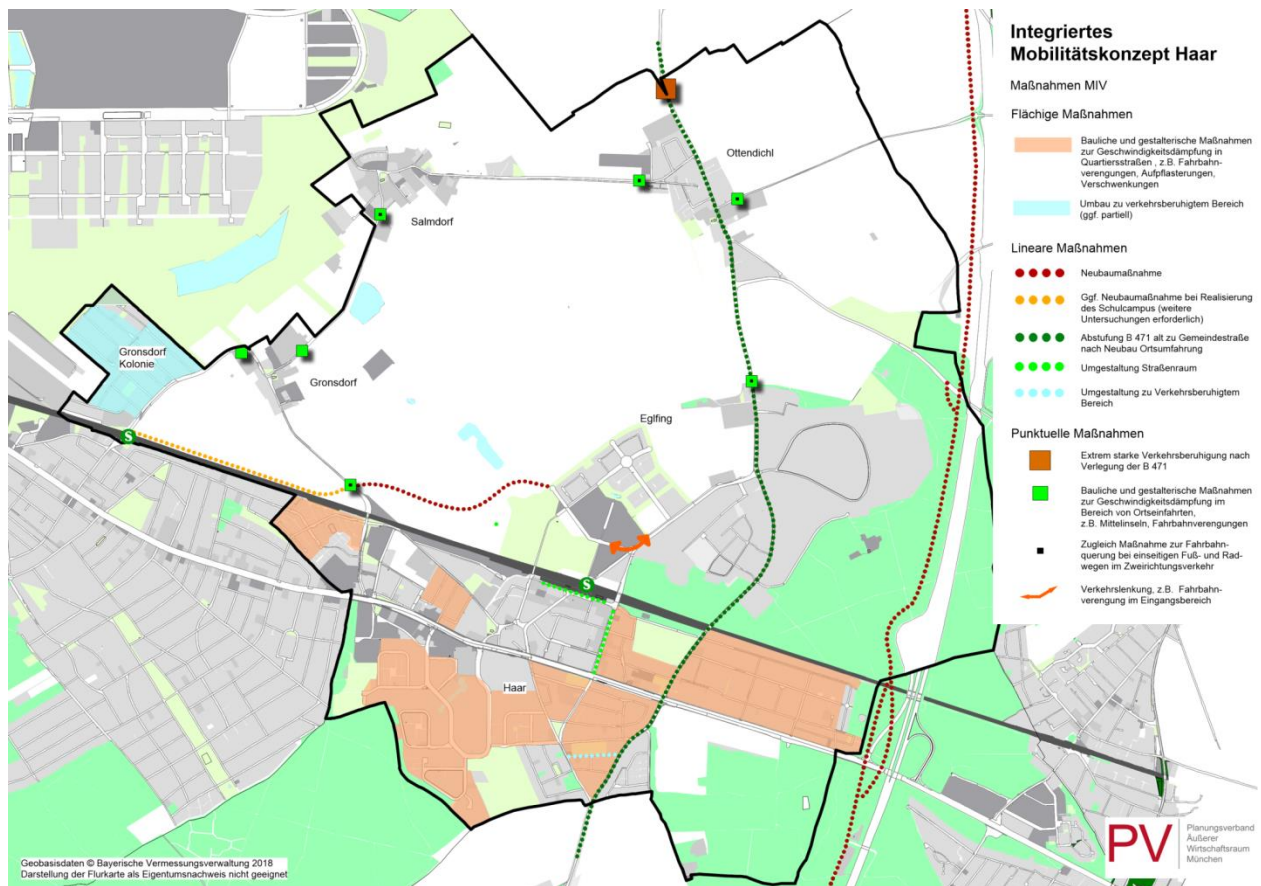 Integriertes
Mobilitätskonzept Haar
Maßnahmen MIV
Flächige Maßnahmen
Bauliche und gestalterische Maßnahmen
zur Geschwindigkeitsdämpfung in
Quartiersstraßen , z.B. Fahrbahn-
verengungen, Aufpflasterungen,
Verschwenkungen
Umbau zu verkehrsberuhigtem Bereich
(ggf. partiell)
Lineare Maßnahmen
Neubaumaßnahme
Ggf. Neubaumaßnahme bei Realisierung
des Schulcampus (weitere
Untersuchungen erforderlich)
Abstufung B 471 alt zu Gemeindestraße
nach Neubau Ortsumfahrung
Umgestaltung Straßenraum
Umgestaltung zu Verkehrsberuhigtem
Bereich
Punktuelle Maßnahmen
Extrem starke Verkehrsberuhigung nach
Verlegung der B 471
Bauliche und gestalterische Maßnahmen
zur Geschwindigkeitsdämpfung im
Bereich von Ortseinfahrten,
z.B. Mittelinseln, Fahrbahnverengungen
Zugleich Maßnahme zur Fahrbahn-
querung bei einseitigen Fuß- und Rad-
wegen im Zweirichtungsverkehr
Verkehrslenkung, z.B. Fahrbahn-
verengung im Eingangsbereich
Ottendichl
Salmdorf
Gronsdorf
Kolonie
Gronsdorf
Eglfing
S
S
Haar
PV
Planungsverband
Äußerer
Wirtschaftsraum
München
Geobasisdaten © Bayerische Vermessungsverwaltung 2018
Darstellung der Flurkarte als Eigentumsnachweis nicht geeignet